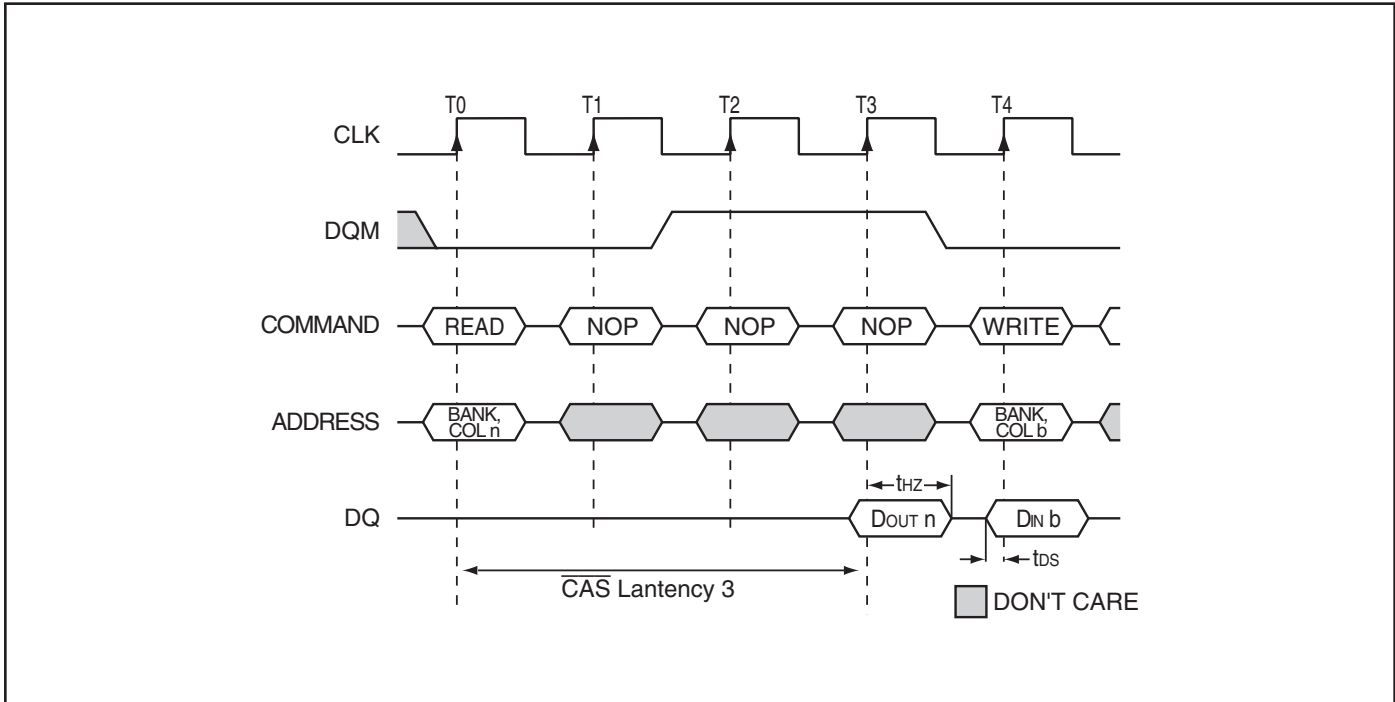 T0 T1 T2 T3 T4
CLK
DQM
COMMAND READ NOP NOP NOP WRITE
ADDRESS BANK, COL n BANK, COL b
tHZ
DQ DOUT n DIN b
tDS
CAS Lantency 3
DON'T CARE